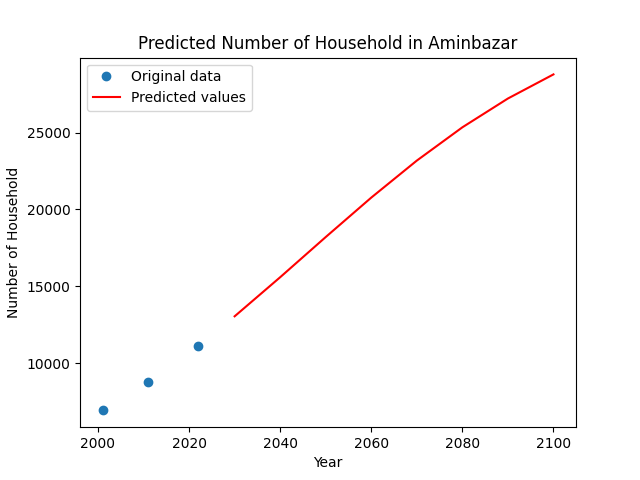 Predicted Number of Household in Aminbazar
Original data
Predicted values
Number of Household
25000
20000
15000
10000
2000
2020
2040
2060
2080
2100
Year